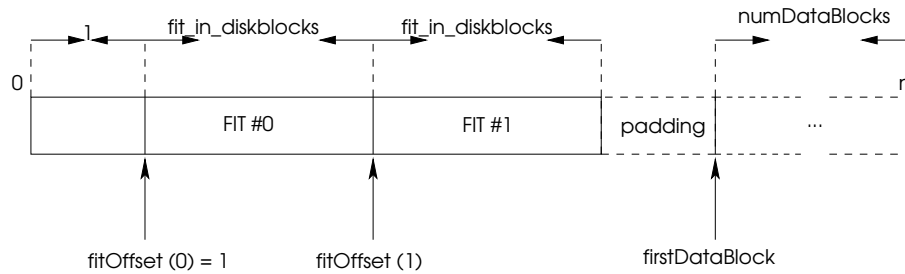 1 fit_in_diskblocks fit_in_diskblocks numDataBlocks
0 n
FIT #0 FIT #1 padding ...
fitOffset (0) = 1 fitOffset (1) firstDataBlock